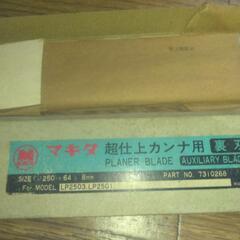 マキタ 超仕上カンナ用 裏刃
PLANER BLADE AUXILIARY BLADE
SIZE 250 × 64 × 8mm PART NO. 7310268
For MODEL LP2503, LP2501